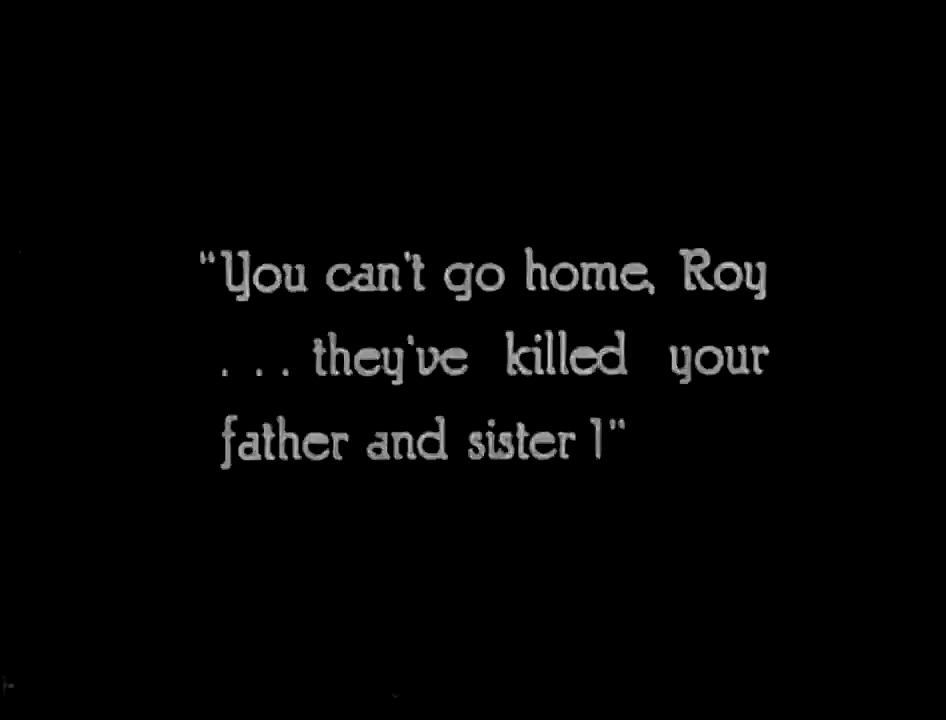 "You can't go home, Roy
. . . they've killed your
father and sister !"